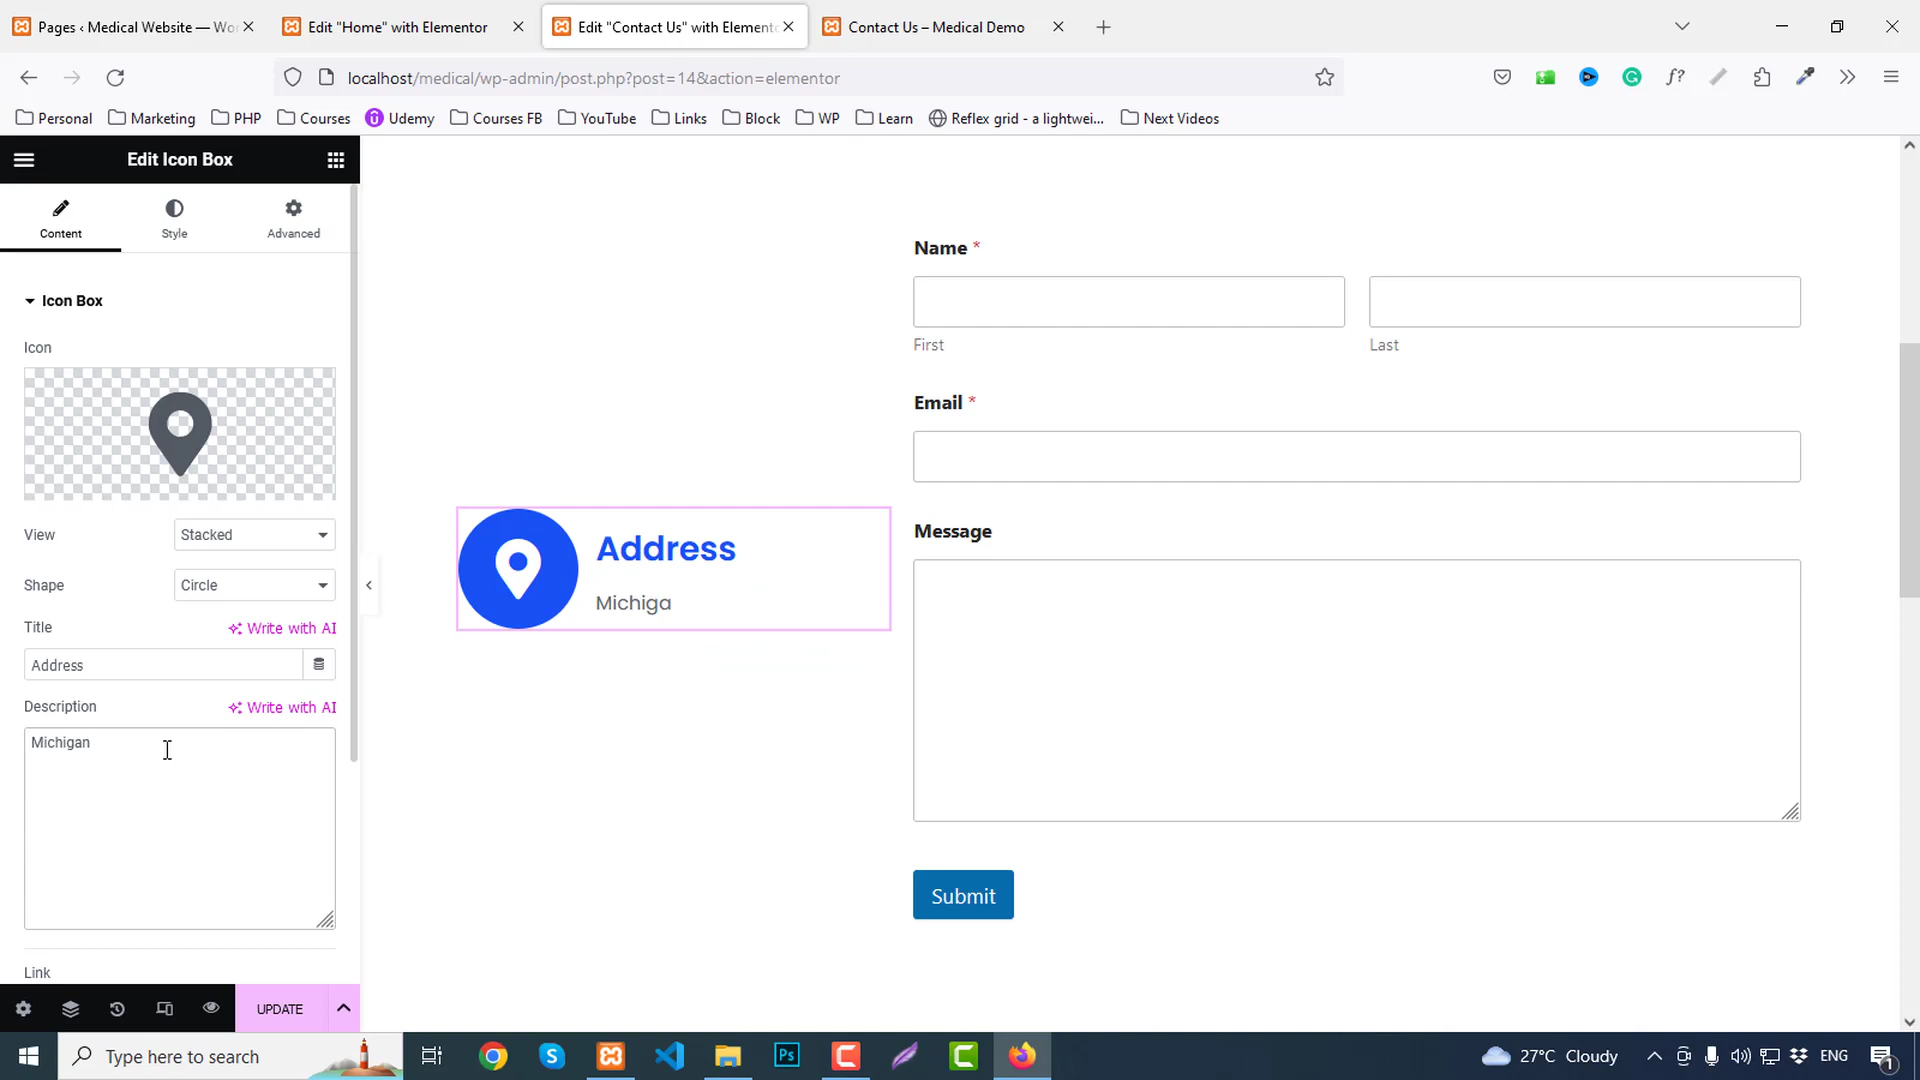 Pages ‹ Medical Website — Wor
Edit "Home" with Elementor
Edit "Contact Us" with Elemento
Contact Us – Medical Demo
localhost/medical/wp-admin/post.php?post=14&action=elementor
Personal
Marketing
PHP
Courses
Udemy
Courses FB
YouTube
Links
Block
WP
Learn
Reflex grid - a lightwei...
Next Videos
Edit Icon Box
Content
Style
Advanced
Icon Box
Icon
View
Stacked
Shape
Circle
Title
Write with AI
Address
Description
Write with AI
Michigan
Link
UPDATE
Name *
First
Last
Email *
Address
Michiga
Message
Submit
Type here to search
27°C Cloudy
ENG
1